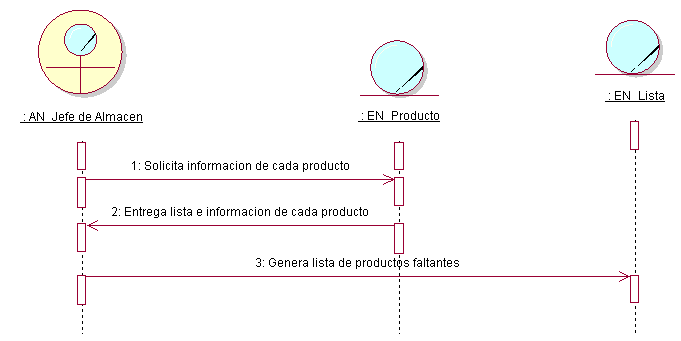 : AN_Jefe de Almacen
: EN_Producto
: EN_Lista
1: Solicita informacion de cada producto
2: Entrega lista e informacion de cada producto
3: Genera lista de productos faltantes